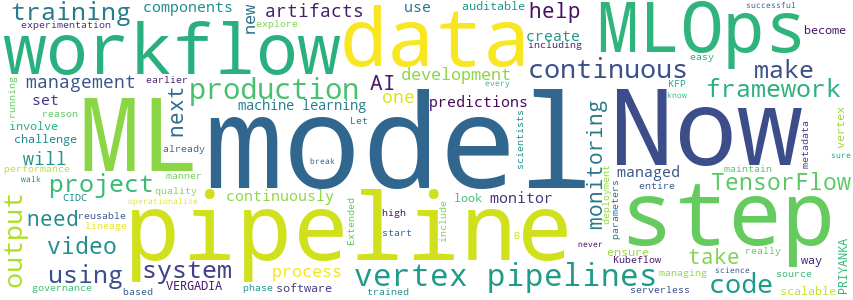 training components new artifacts use auditable help successful
experimentation explore create including become
workflow data MLOps
management earlier AI development continuous easy make
running set production one every KFP framework
reason next machine learning predictions know
involve ML model Now
challenge already Let scientists monitoring metadata vertex
will break sure
performance manner managed entire maintain
walk project quality continuously look monitor TensorFlow
CIDC operationalize deployment parameters
output need reusable pipeline high step
lineage Extended start include never take really way
video process ensure
using system Kubeflow managing science source
governance VERGADIA phase software vertex pipelines code scalable
based trained serverless PRIYANKA